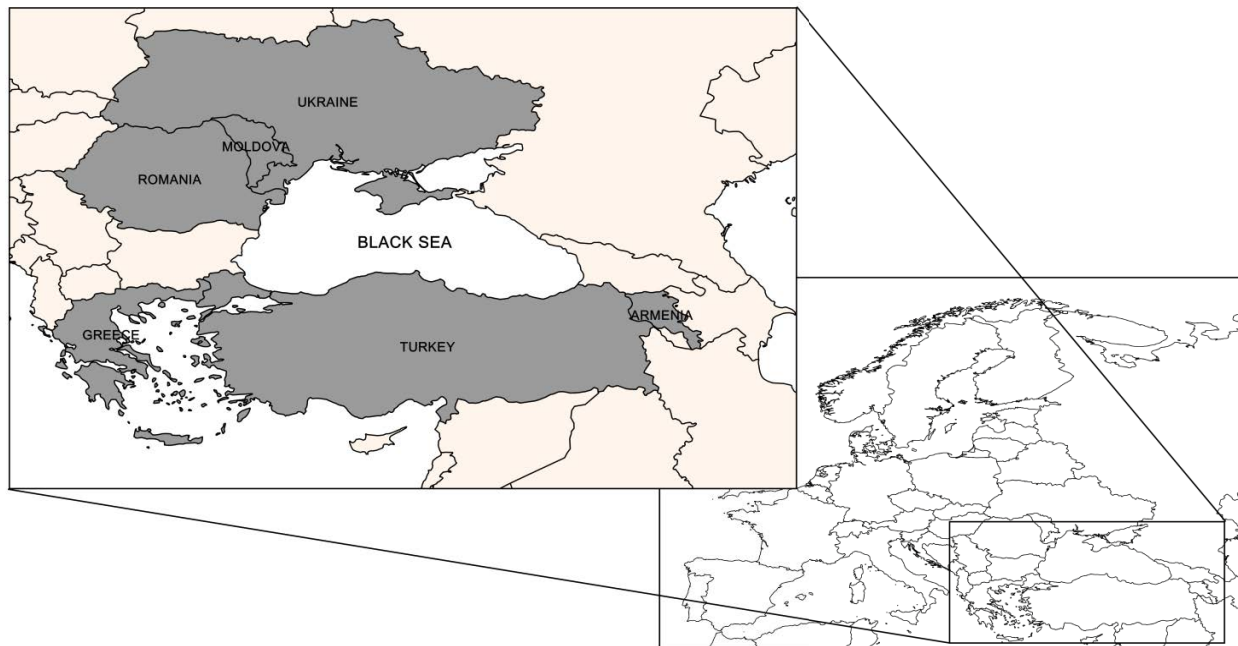 UKRAINE
MOLDOVA
ROMANIA
BLACK SEA
ARMENIA
GREECE
TURKEY